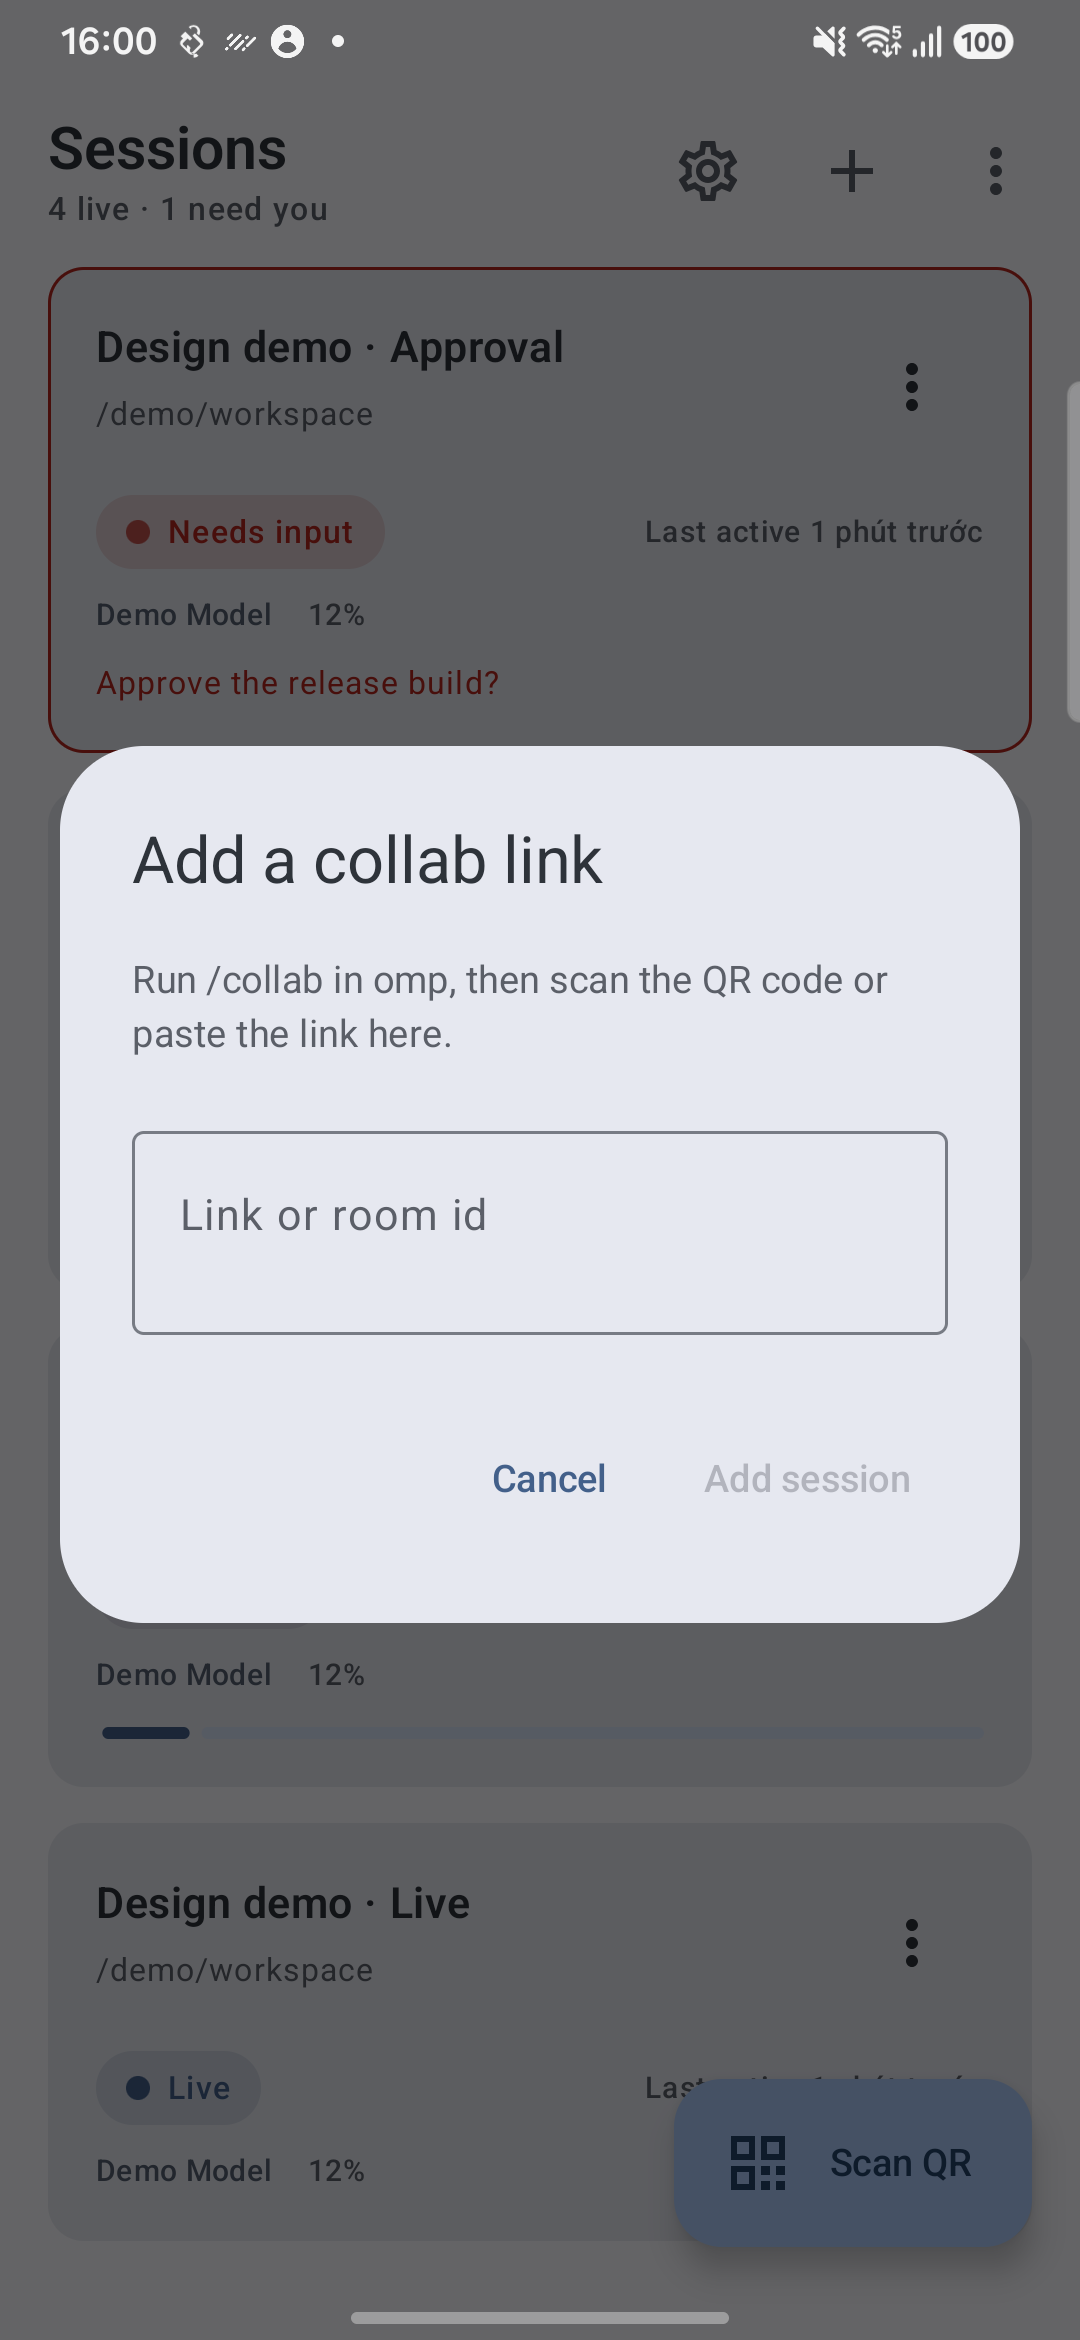 16:00
5
100
Sessions
4 live · 1 need you
Design demo · Approval
/demo/workspace
Needs input
Last active 1 phút trước
Demo Model 12%
Approve the release build?
Add a collab link
Run /collab in omp, then scan the QR code or
paste the link here.
Link or room id
Cancel
Add session
Demo Model 12%
Design demo · Live
/demo/workspace
Live
Demo Model 12%
Scan QR